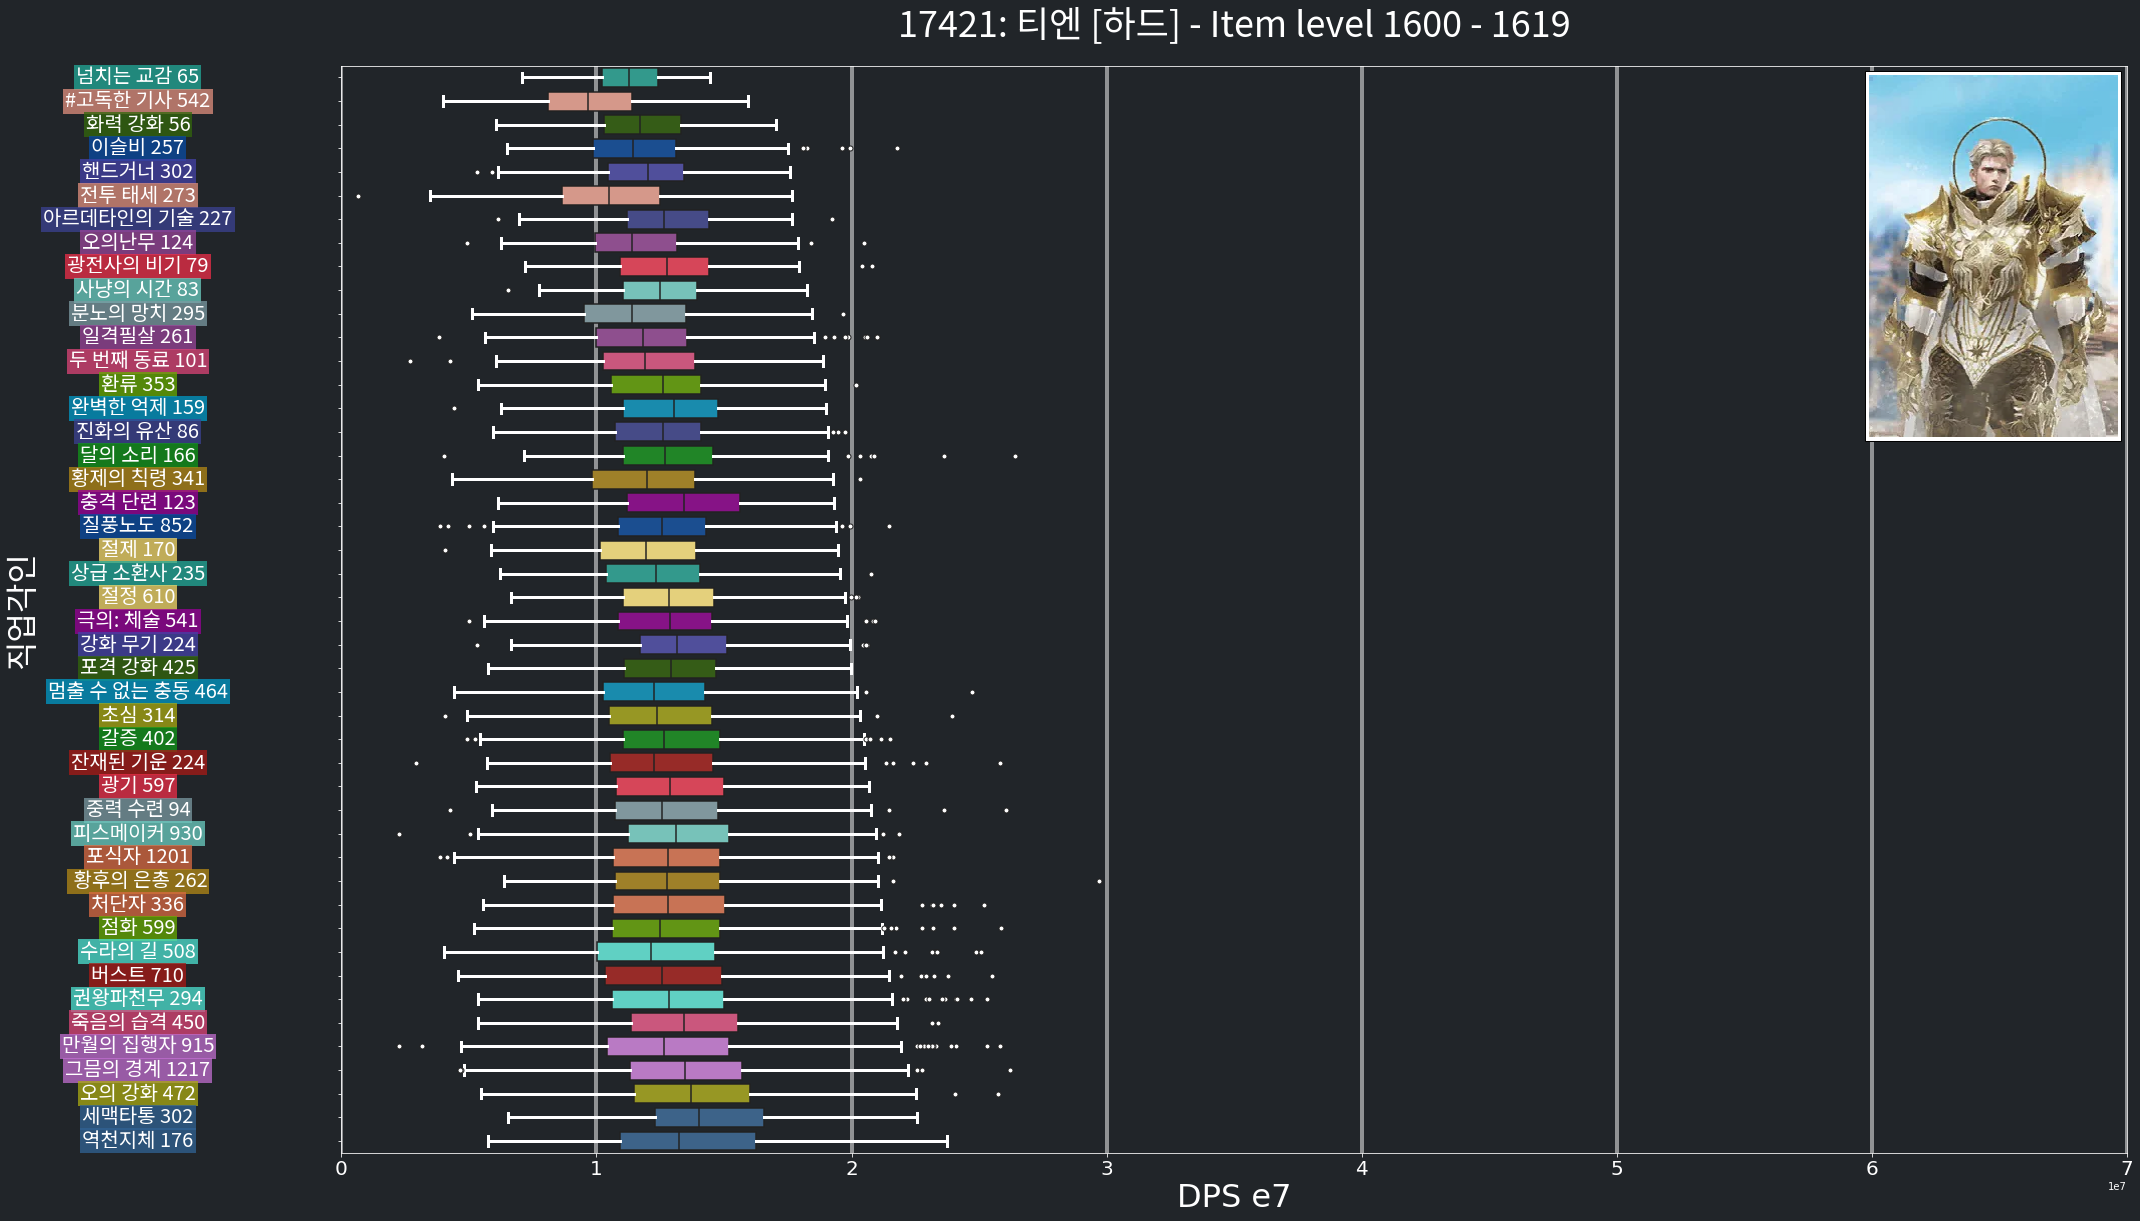 17421: 티엔 [하드] - Item level 1600 - 1619
넘치는 교감 65
#고독한 기사 542
화력 강화 56
이슬비 257
핸드거너 302
전투 태세 273
아르데타인의 기술 227
오의난무 124
광전사의 비기 79
사냥의 시간 83
분노의 망치 295
일격필살 261
두 번째 동료 101
환류 353
완벽한 억제 159
진화의 유산 86
달의 소리 166
황제의 칙령 341
충격 단련 123
질풍노도 852
절제 170
상급 소환사 235
절정 610
극의: 체술 541
강화 무기 224
포격 강화 425
멈출 수 없는 충동 464
초심 314
갈증 402
잔재된 기운 224
광기 597
중력 수련 94
피스메이커 930
포식자 1201
황후의 은총 262
처단자 336
점화 599
수라의 길 508
버스트 710
권왕파천무 294
죽음의 습격 450
만월의 집행자 915
그믐의 경계 1217
오의 강화 472
세맥타통 302
역천지체 176
직업각인
0 1 2 3 4 5 6 7
1e7
DPS e7